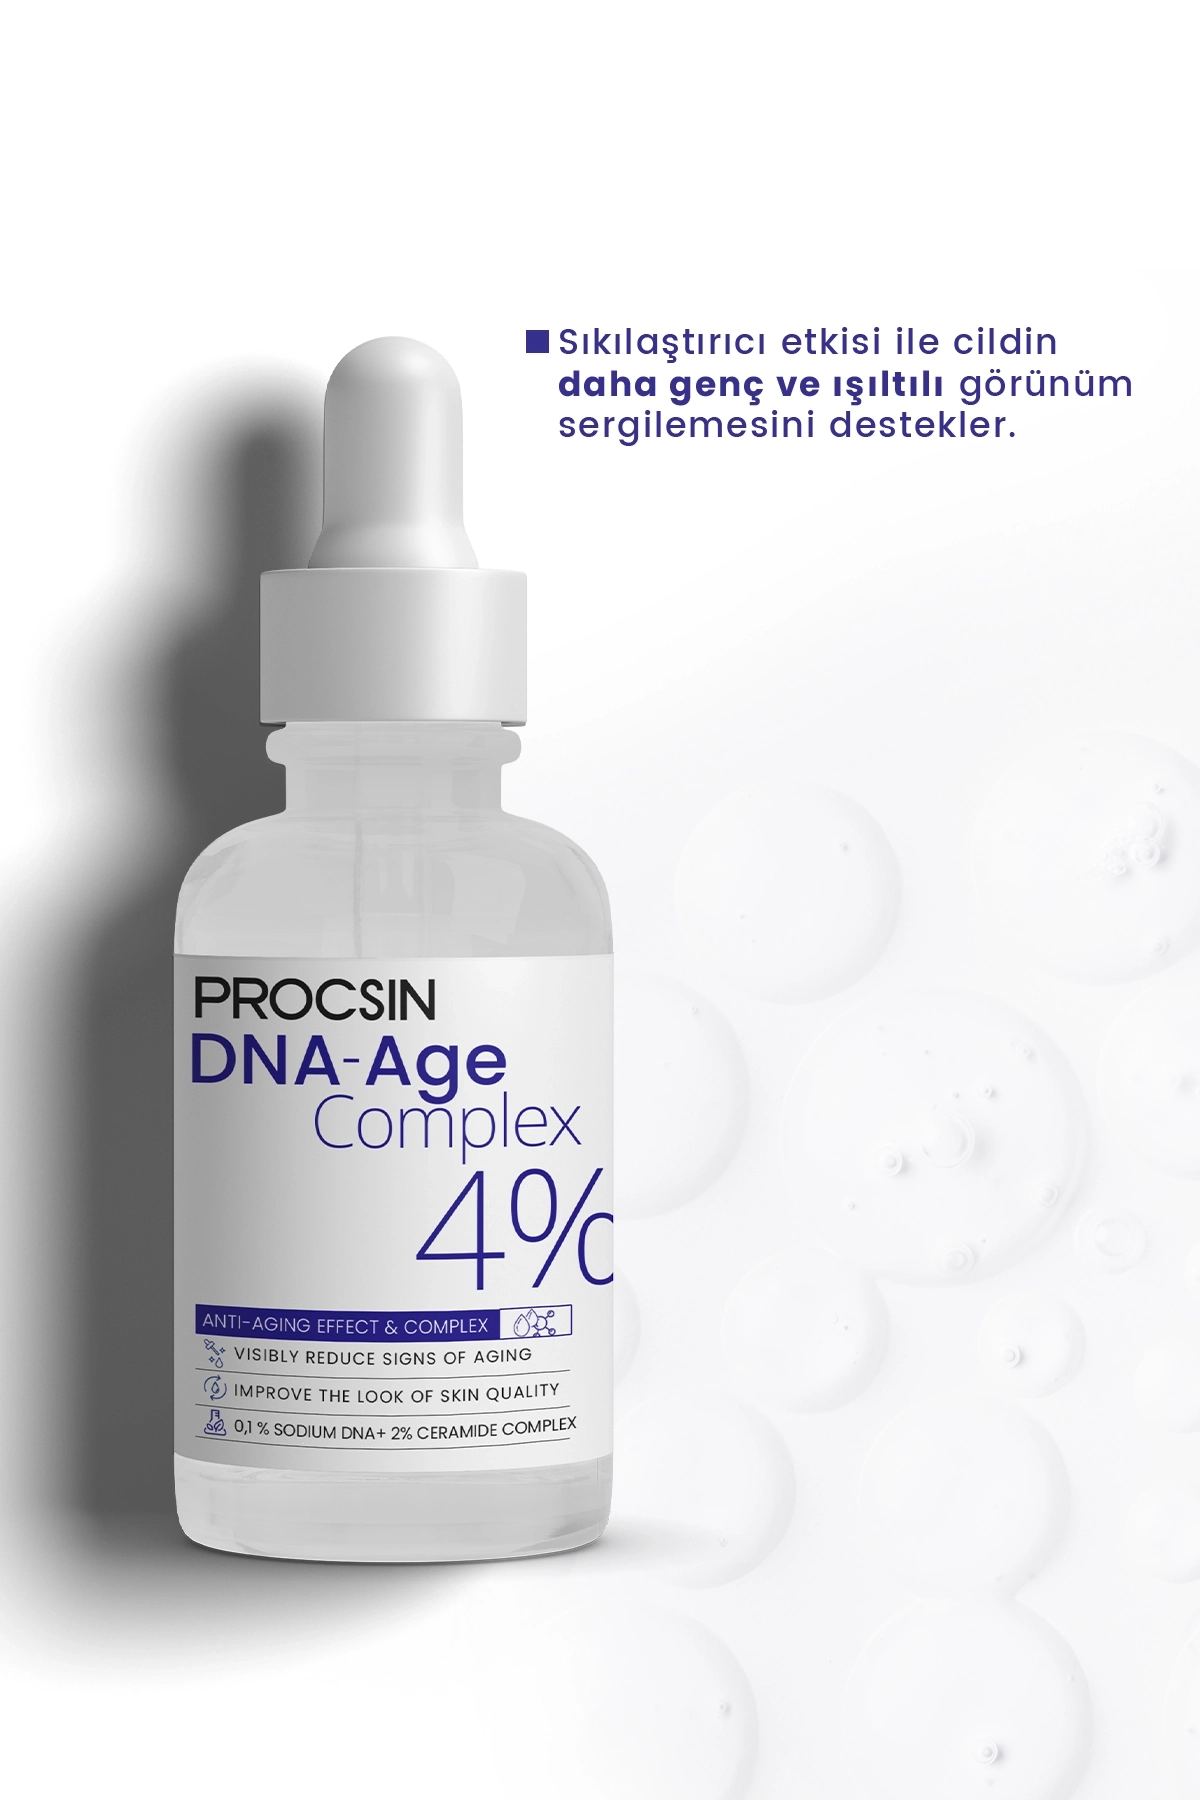 Sıkılaştırıcı etkisi ile cildin
daha genç ve ışıltılı görünüm
sergilemesini destekler.
PROCSIN
DNA-Age
Complex
4%
ANTI-AGING EFFECT & COMPLEX
VISIBLY REDUCE SIGNS OF AGING
IMPROVE THE LOOK OF SKIN QUALITY
0,1 % SODIUM DNA+ 2% CERAMIDE COMPLEX